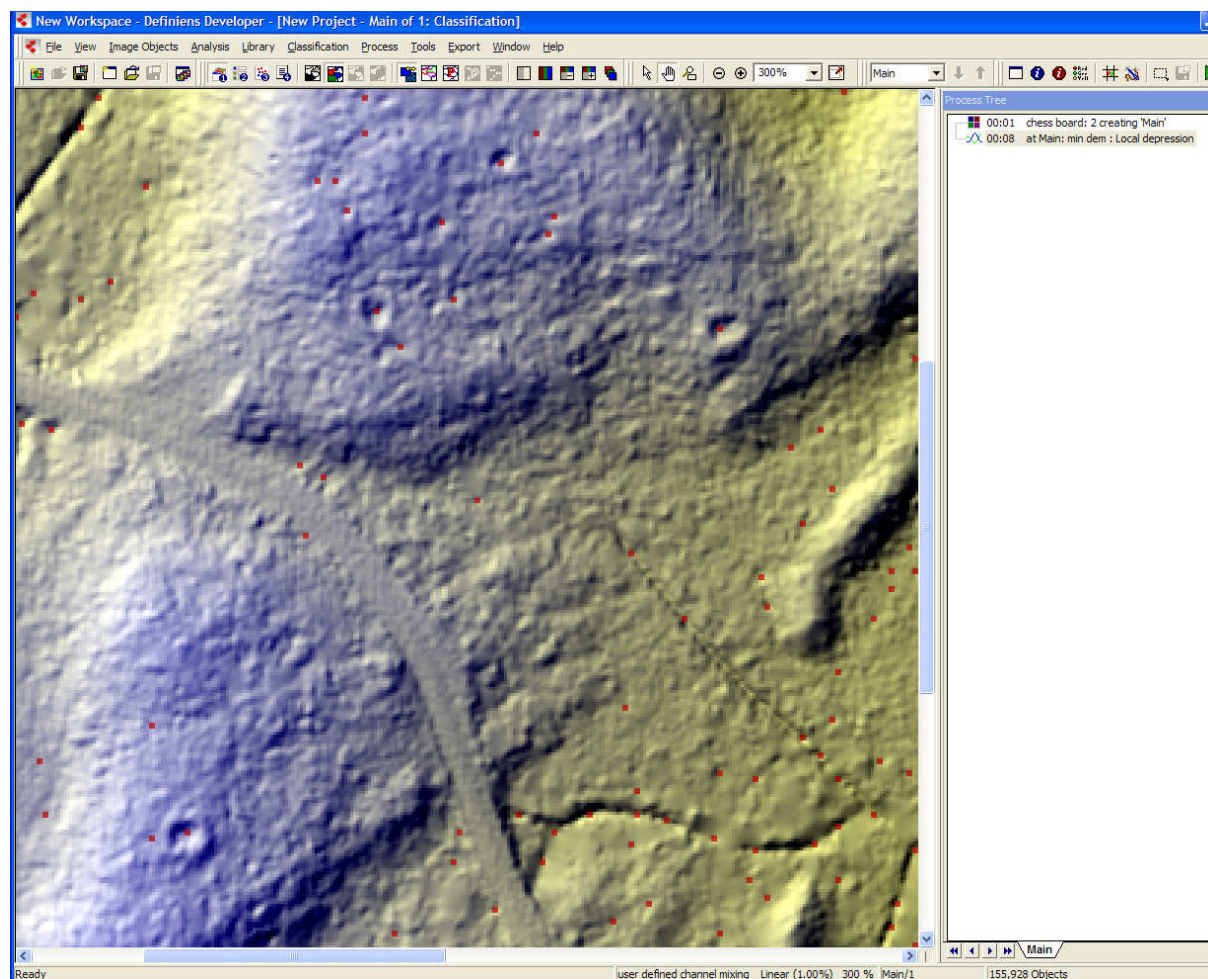 New Workspace - Definiens Developer - [New Project - Main of 1: Classification]
File View Image Objects Analysis Library Classification Process Tools Export Window Help
300% Main
Process Tree
00:01 chess board: 2 creating 'Main'
00:08 at Main: min dem : Local depression
Main
Ready user defined channel mixing Linear (1.00%) 300 % Main/1 155,928 Objects